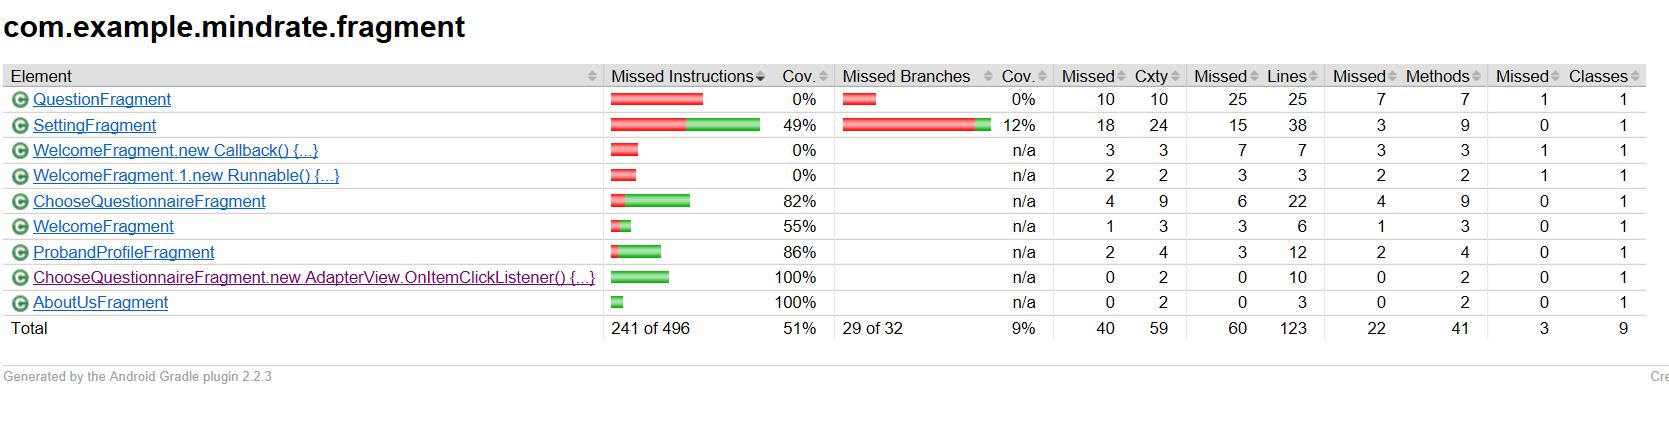 com.example.mindrate.fragment
Element Missed Instructions Cov. Missed Branches Cov. Missed Cxty Missed Lines Missed Methods Missed Classes
C QuestionFragment 0% 0% 10 10 25 25 7 7 1 1
C SettingFragment 49% 12% 18 24 15 38 3 9 0 1
C WelcomeFragment.new Callback() {...} 0% n/a 3 3 7 7 3 3 1 1
C WelcomeFragment.1.new Runnable() {...} 0% n/a 2 2 3 3 2 2 1 1
C ChooseQuestionnaireFragment 82% n/a 4 9 6 22 4 9 0 1
C WelcomeFragment 55% n/a 1 3 3 6 1 3 0 1
C ProbandProfileFragment 86% n/a 2 4 3 12 2 4 0 1
C ChooseQuestionnaireFragment.new AdapterView.OnItemClickListener() {...} 100% n/a 0 2 0 10 0 2 0 1
C AboutUsFragment 100% n/a 0 2 0 3 0 2 0 1
Total 241 of 496 51% 29 of 32 9% 40 59 60 123 22 41 3 9
Generated by the Android Gradle plugin 2.2.3 Cre